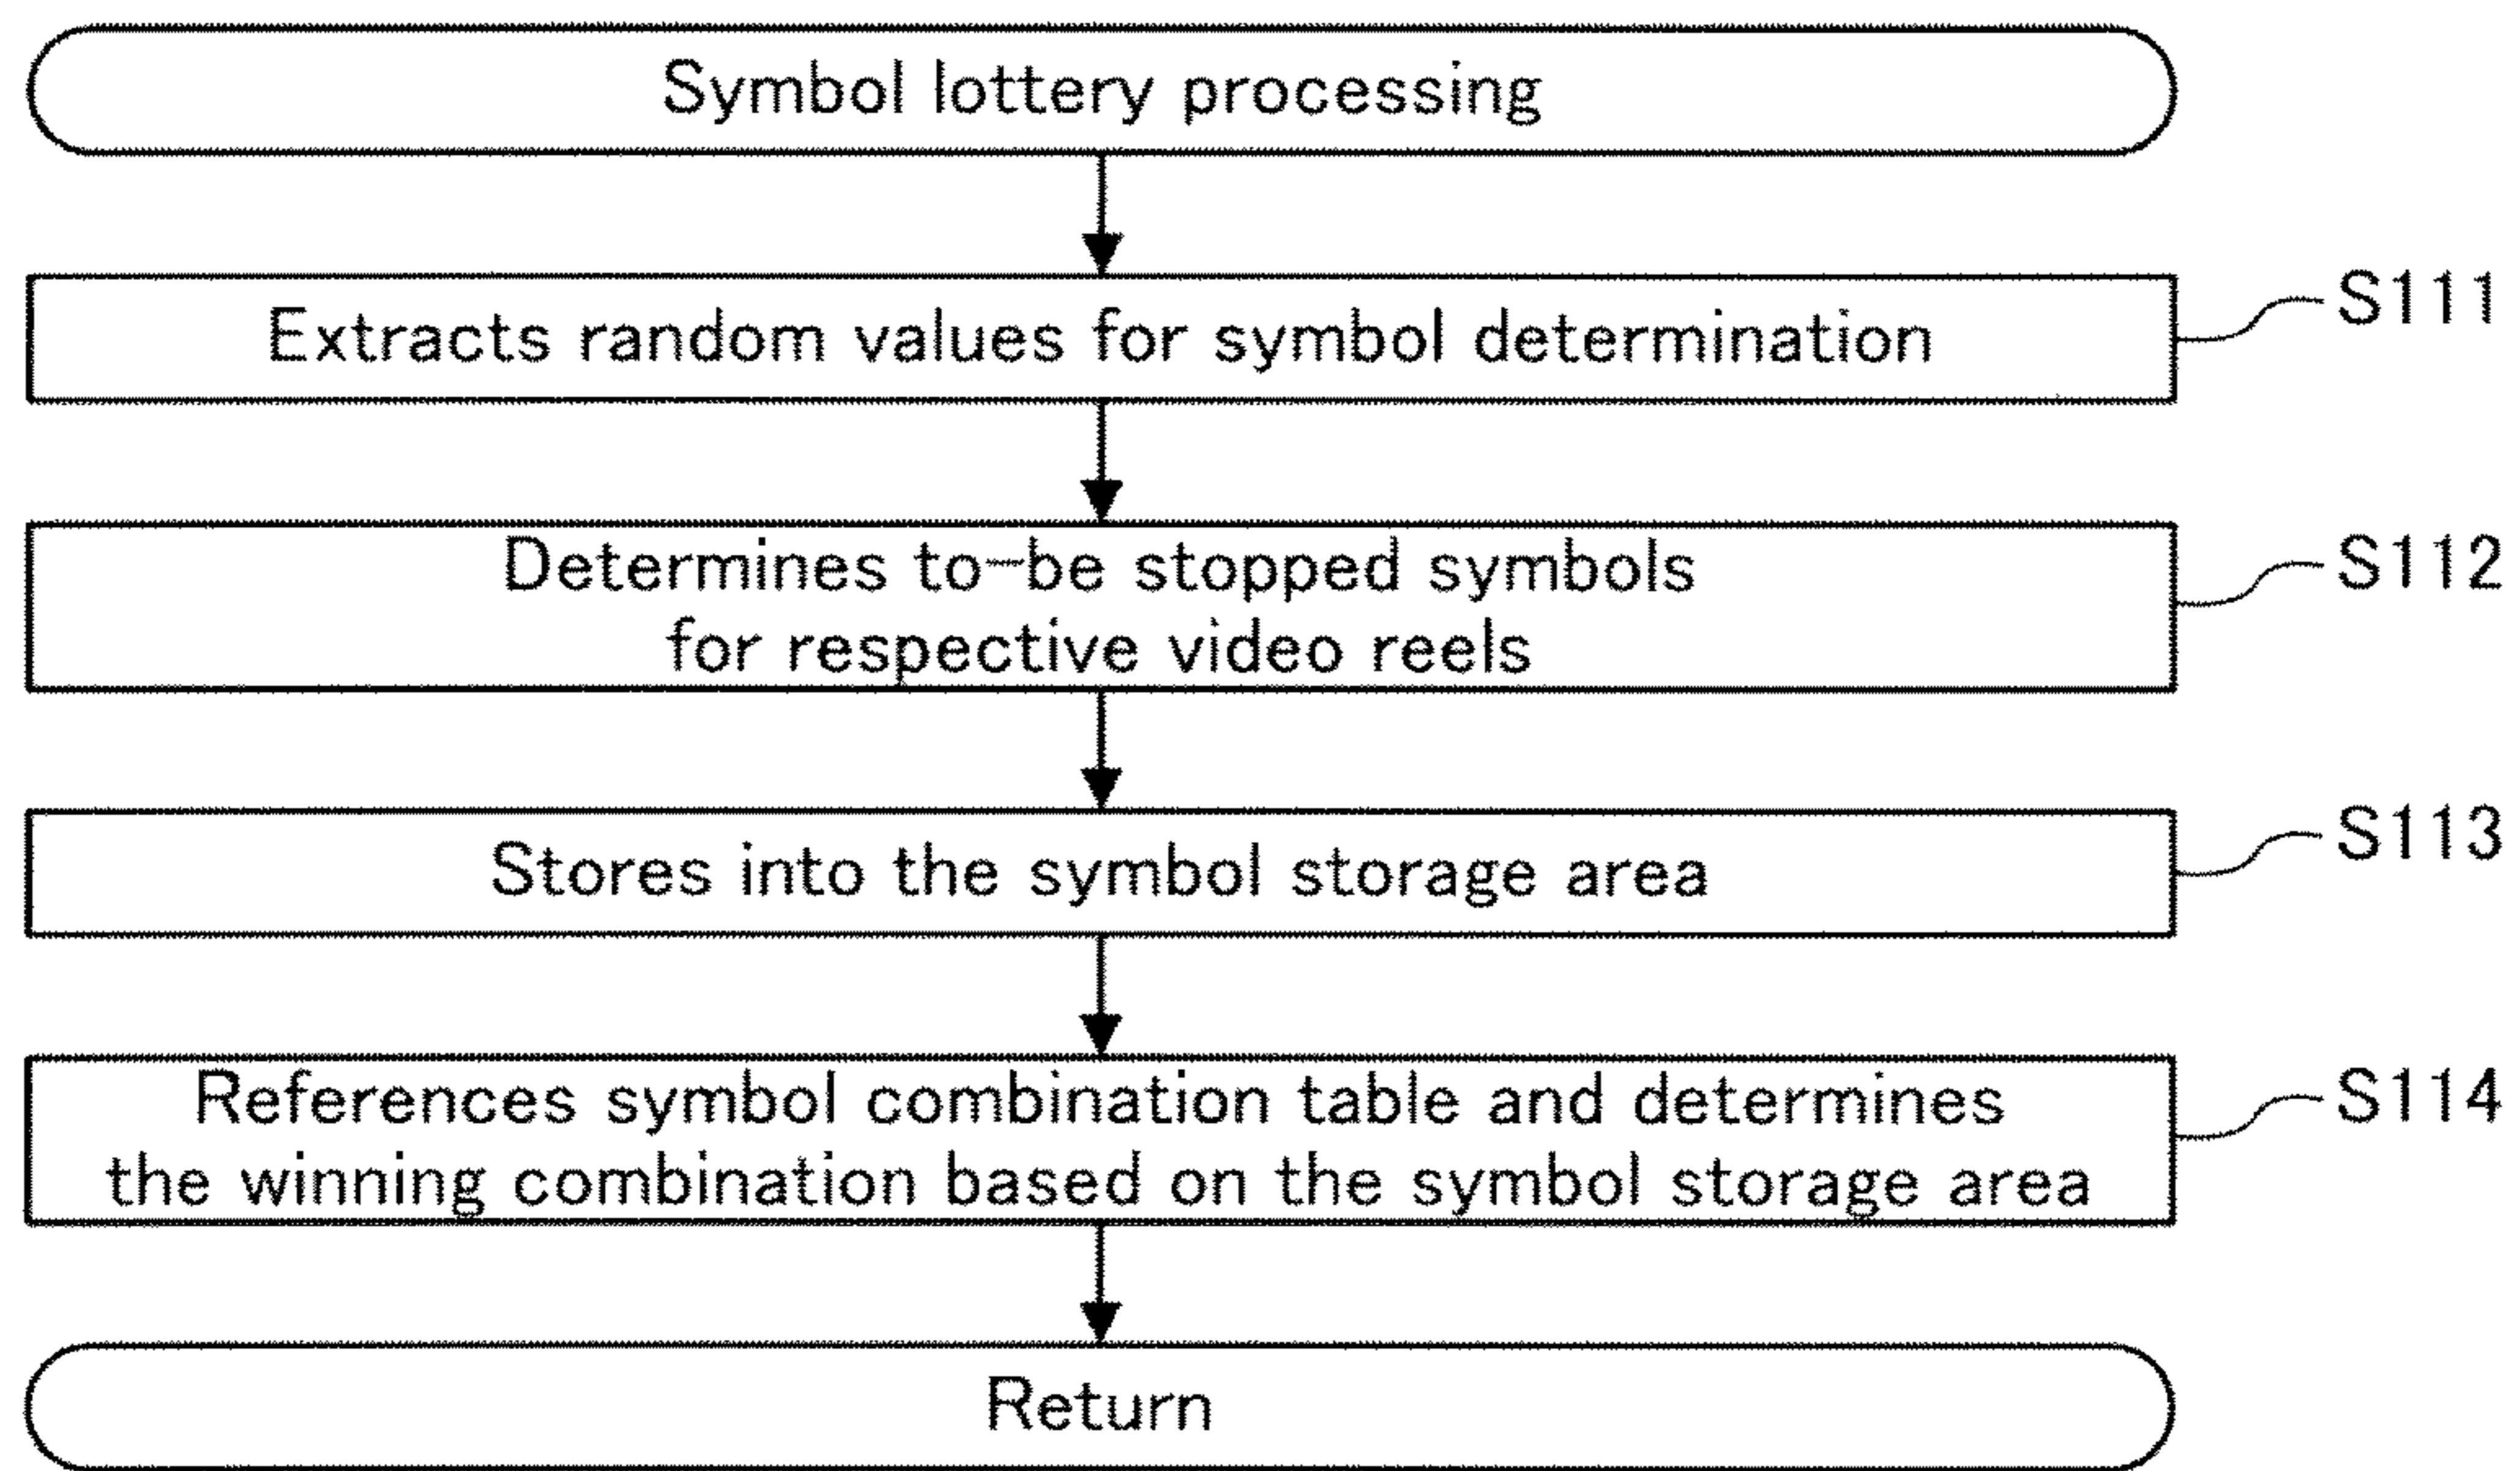 Symbol lottery processing
Extracts random values for symbol determination
S111
Determines to-be stopped symbols
for respective video reels
S112
Stores into the symbol storage area
S113
References symbol combination table and determines
the winning combination based on the symbol storage area
S114
Return